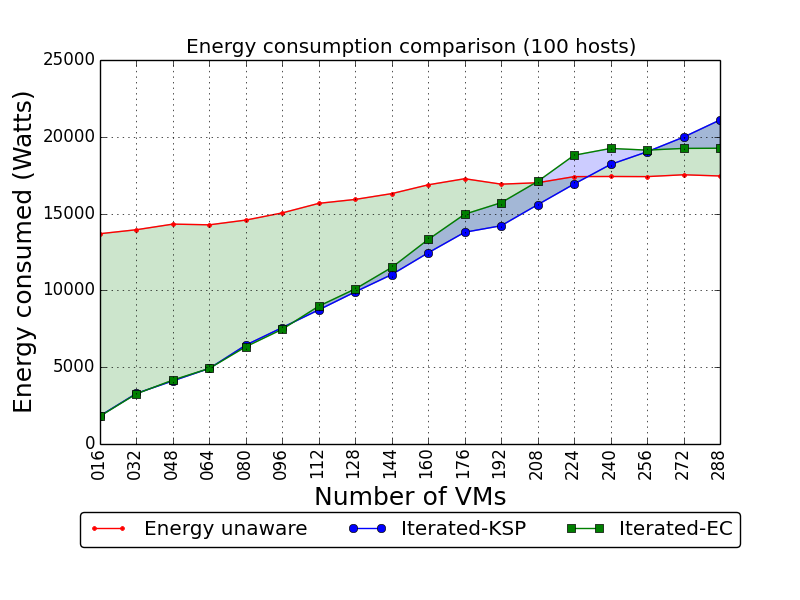 Energy consumption comparison (100 hosts)
25000
20000
15000
10000
5000
0
Energy consumed (Watts)
016 032 048 064 080 096 112 128 144 160 176 192 208 224 240 256 272 288
Number of VMs
Energy unaware Iterated-KSP Iterated-EC